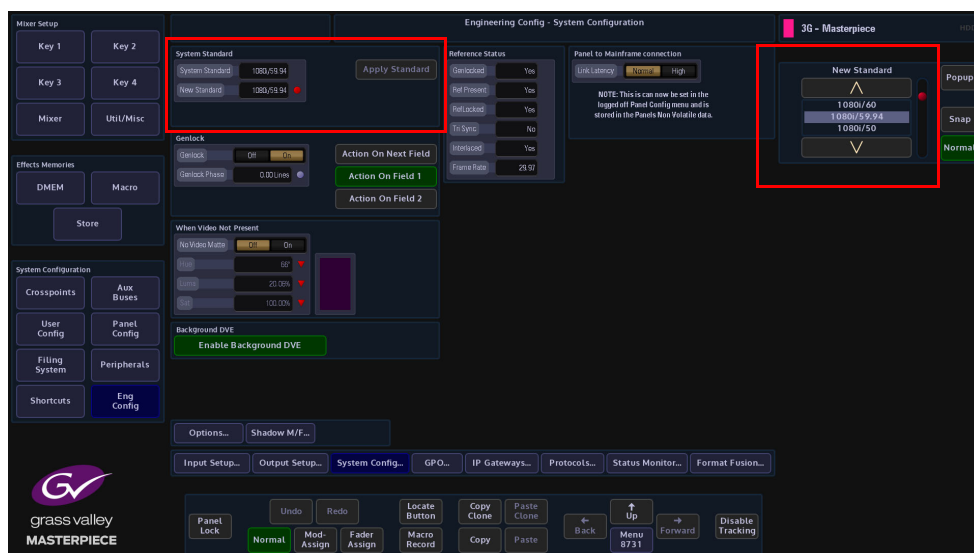 Mixer Setup
Key 1
Key 2
Key 3
Key 4
Mixer
Util/Misc
Effects Memories
DMEM
Macro
Store
System Configuration
Crosspoints
Aux
Buses
User
Config
Panel
Config
Filing
System
Peripherals
Shortcuts
Eng
Config
grass valley
MASTERPIECE
Engineering Config - System Configuration
System Standard
System Standard 1080i/59.94
Apply Standard
New Standard 1080i/59.94
Genlock
Genlock Off On
Genlock Phase 0.00 Lines
Action On Next Field
Action On Field 1
Action On Field 2
When Video Not Present
No Video Matte Off On
Hue 66°
Luma 20.06%
Sat 100.00%
Background DVE
Enable Background DVE
Reference Status
Genlocked Yes
Ref Present Yes
RefLocked Yes
Tri Sync No
Interlaced Yes
Frame Rate 29.97
Panel to Mainframe connection
Link Latency Normal High
NOTE: This is can now be set in the
logged off Panel Config menu and is
stored in the Panels Non Volatile data.
3G - Masterpiece
New Standard
1080i/60
1080i/59.94
1080i/50
Popup
Snap
Normal
Options...
Shadow M/F...
Input Setup...
Output Setup...
System Config...
GPO...
IP Gateways...
Protocols...
Status Monitor...
Format Fusion...
Panel
Lock
Undo
Redo
Normal
Mod-
Assign
Fader
Assign
Locate
Button
Macro
Record
Copy
Clone
Paste
Clone
Copy
Paste
Back
Up
Menu
8731
Forward
Disable
Tracking